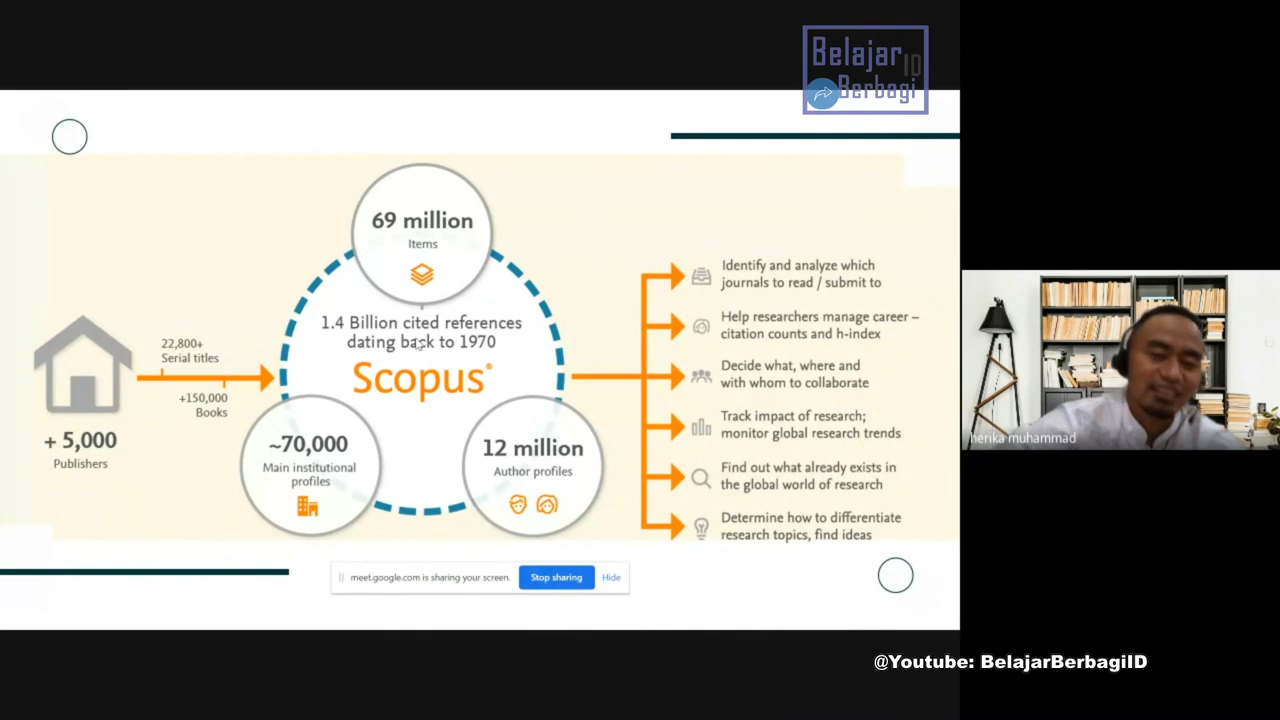 Belajar
ID
Berbagi
69 million
Items
1.4 Billion cited references
dating back to 1970
Scopus®
22,800+
Serial titles
+150,000
Books
+ 5,000
Publishers
~70,000
Main institutional
profiles
12 million
Author profiles
Identify and analyze which
journals to read / submit to
Help researchers manage career –
citation counts and h-index
Decide what, where and
with whom to collaborate
Track impact of research;
monitor global research trends
Find out what already exists in
the global world of research
Determine how to differentiate
research topics, find ideas
meet.google.com is sharing your screen.
Stop sharing
Hide
herika muhammad
@Youtube: BelajarBerbagiID